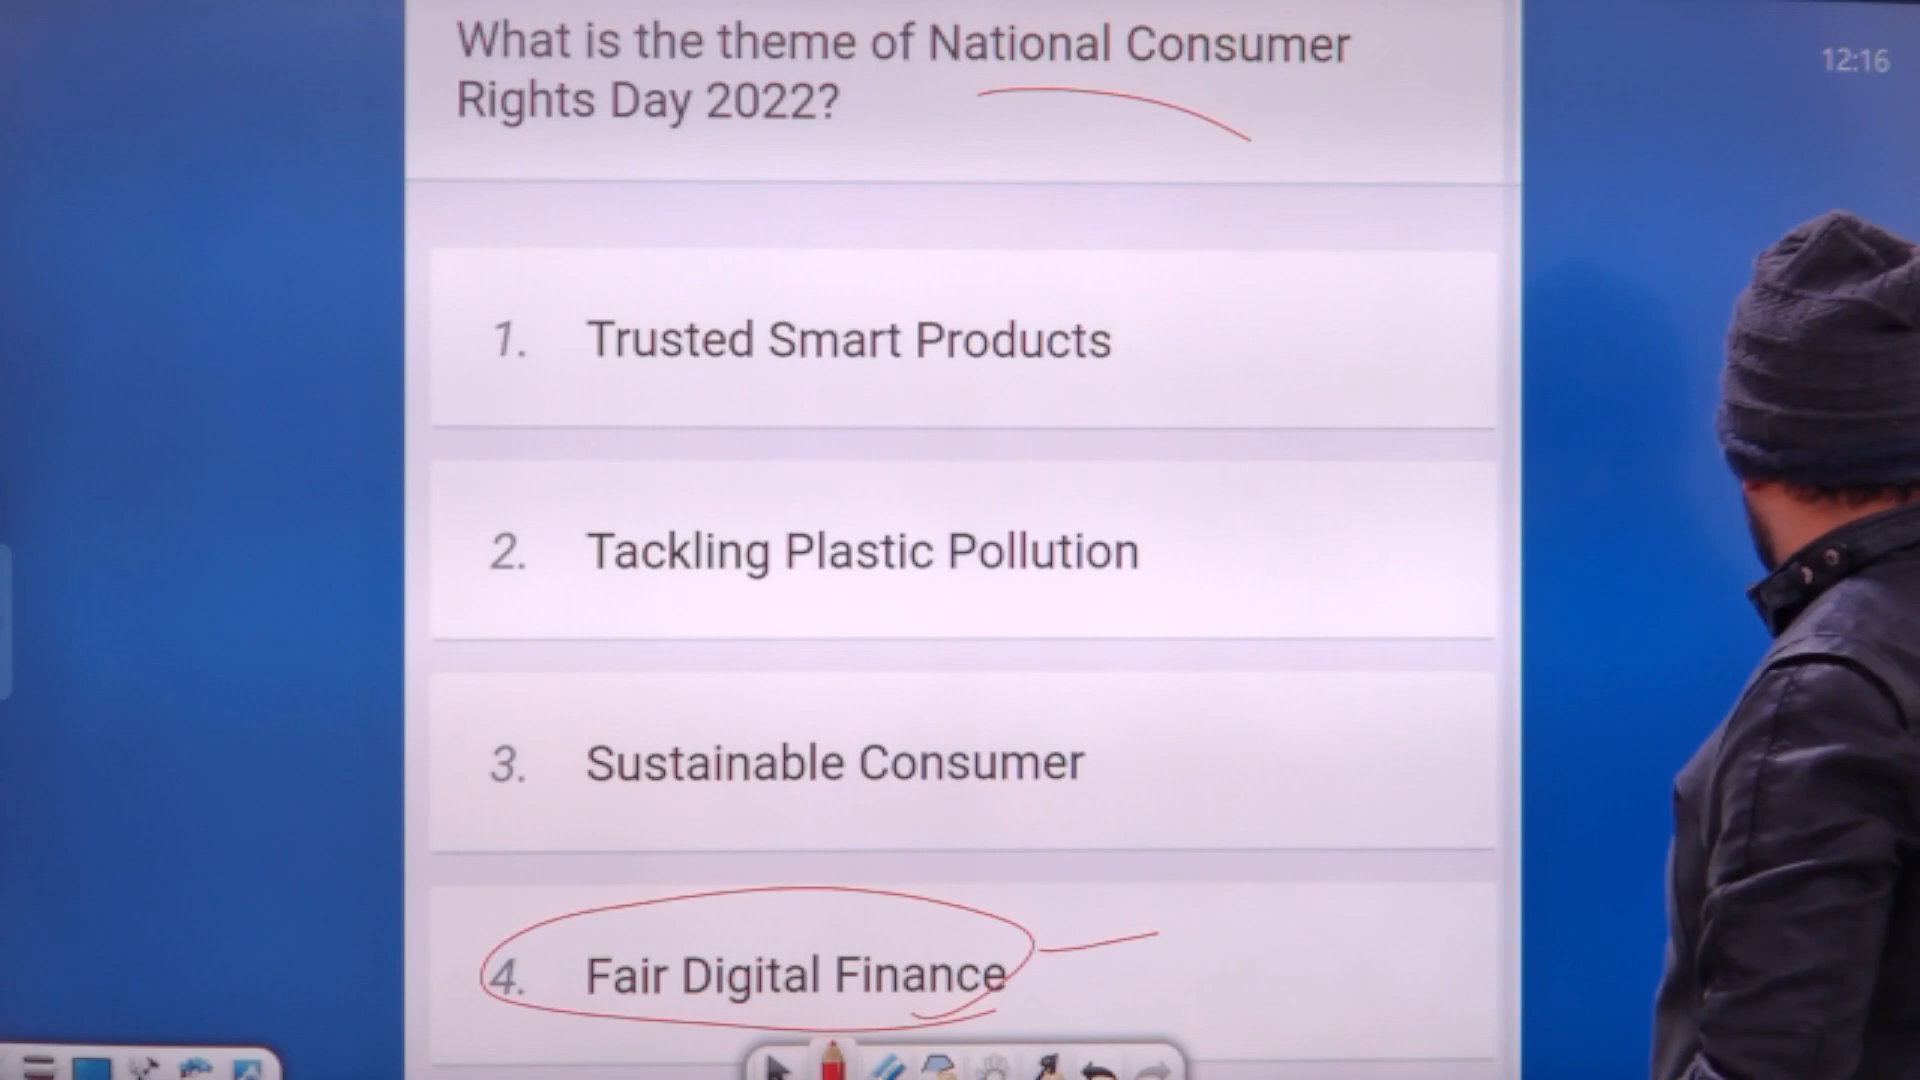 What is the theme of National Consumer
Rights Day 2022?
12:16
1. Trusted Smart Products
2. Tackling Plastic Pollution
3. Sustainable Consumer
4. Fair Digital Finance